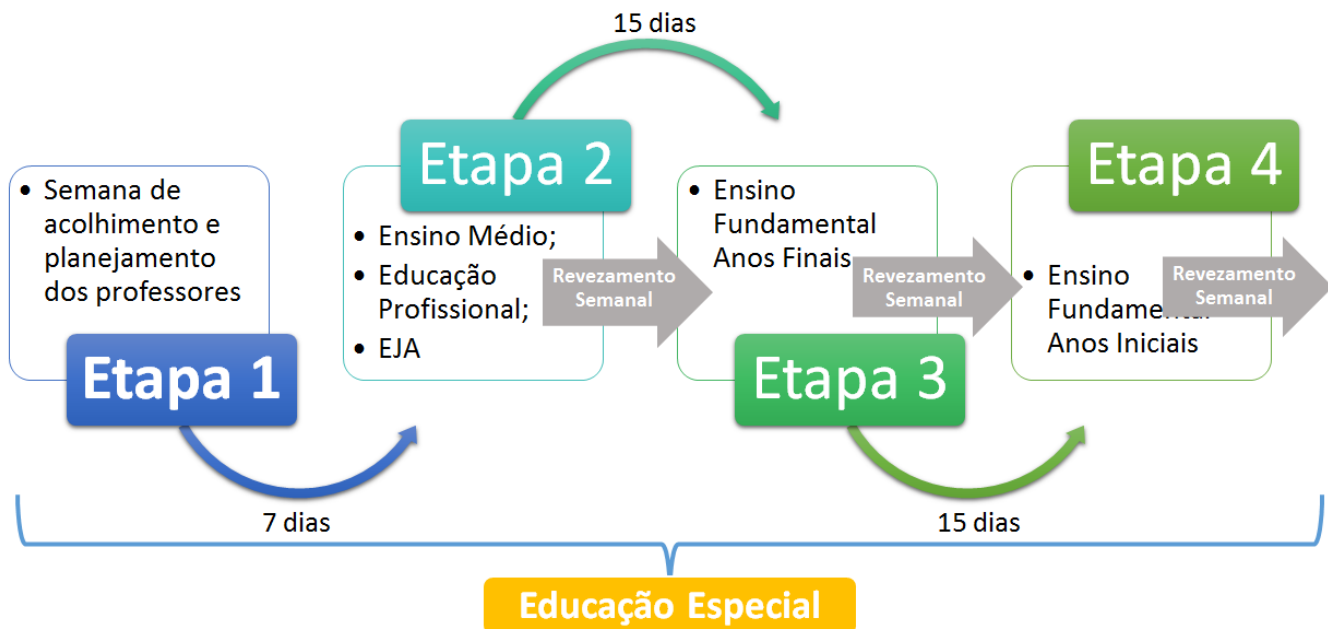 15 dias
• Semana de
acolhimento e
planejamento
dos professores
Etapa 1
7 dias
Etapa 2
• Ensino Médio;
• Educação
Profissional;
• EJA
Revezamento
Semanal
• Ensino
Fundamental
Anos Finais
Etapa 3
Revezamento
Semanal
15 dias
Etapa 4
• Ensino
Fundamental
Anos Iniciais
Revezamento
Semanal
Educação Especial